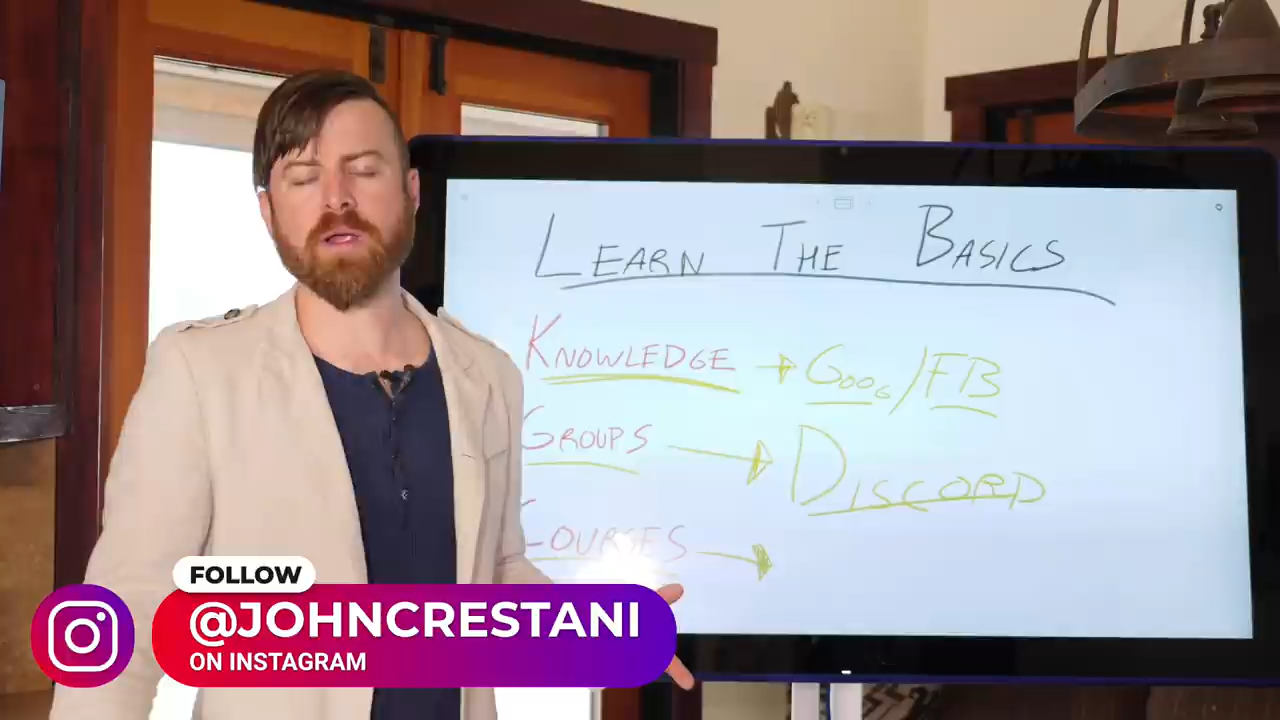 LEARN THE BASICS
KNOWLEDGE → GOOG/FB
GROUPS → DISCORD
COURSES →
FOLLOW
@JOHNCRESTANI
ON INSTAGRAM